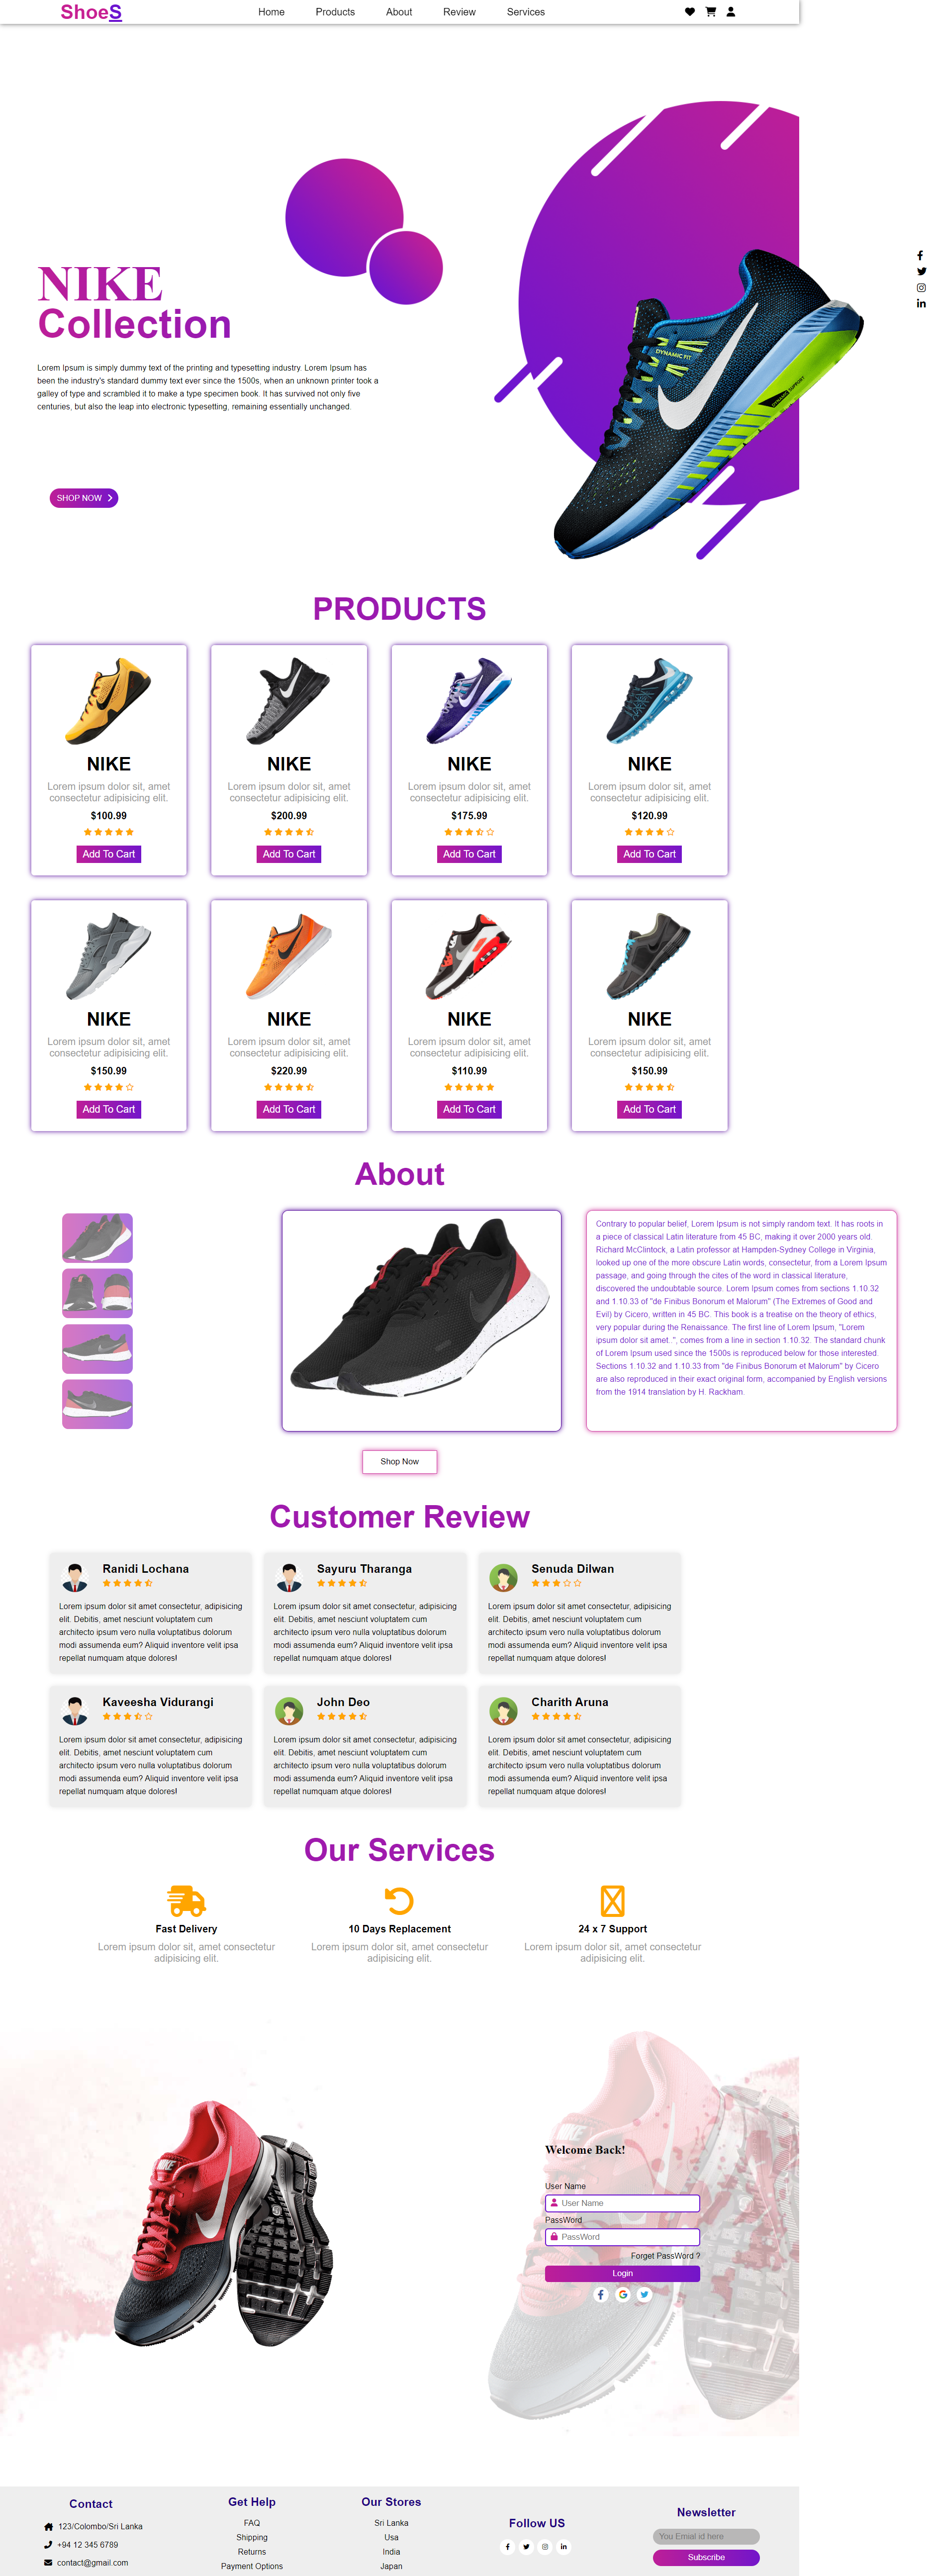 ShoeS
Home
Products
About
Review
Services
NIKE
Collection
Lorem Ipsum is simply dummy text of the printing and typesetting industry. Lorem Ipsum has
been the industry's standard dummy text ever since the 1500s, when an unknown printer took a
galley of type and scrambled it to make a type specimen book. It has survived not only five
centuries, but also the leap into electronic typesetting, remaining essentially unchanged.
DYNAMIC FIT
DYNAMIC SUPPORT
SHOP NOW
PRODUCTS
NIKE
Lorem ipsum dolor sit, amet
consectetur adipisicing elit.
$100.99
Add To Cart
NIKE
Lorem ipsum dolor sit, amet
consectetur adipisicing elit.
$200.99
Add To Cart
NIKE
Lorem ipsum dolor sit, amet
consectetur adipisicing elit.
$175.99
Add To Cart
NIKE
Lorem ipsum dolor sit, amet
consectetur adipisicing elit.
$120.99
Add To Cart
NIKE
Lorem ipsum dolor sit, amet
consectetur adipisicing elit.
$150.99
Add To Cart
NIKE
Lorem ipsum dolor sit, amet
consectetur adipisicing elit.
$220.99
Add To Cart
NIKE
Lorem ipsum dolor sit, amet
consectetur adipisicing elit.
$110.99
Add To Cart
NIKE
Lorem ipsum dolor sit, amet
consectetur adipisicing elit.
$150.99
Add To Cart
About
Contrary to popular belief, Lorem Ipsum is not simply random text. It has roots in
a piece of classical Latin literature from 45 BC, making it over 2000 years old.
Richard McClintock, a Latin professor at Hampden-Sydney College in Virginia,
looked up one of the more obscure Latin words, consectetur, from a Lorem Ipsum
passage, and going through the cites of the word in classical literature,
discovered the undoubtable source. Lorem Ipsum comes from sections 1.10.32
and 1.10.33 of "de Finibus Bonorum et Malorum" (The Extremes of Good and
Evil) by Cicero, written in 45 BC. This book is a treatise on the theory of ethics,
very popular during the Renaissance. The first line of Lorem Ipsum, "Lorem
ipsum dolor sit amet..", comes from a line in section 1.10.32. The standard chunk
of Lorem Ipsum used since the 1500s is reproduced below for those interested.
Sections 1.10.32 and 1.10.33 from "de Finibus Bonorum et Malorum" by Cicero
are also reproduced in their exact original form, accompanied by English versions
from the 1914 translation by H. Rackham.
Shop Now
Customer Review
Ranidi Lochana
Lorem ipsum dolor sit amet consectetur, adipisicing
elit. Debitis, amet nesciunt voluptatem cum
architecto ipsum vero nulla voluptatibus dolorum
modi assumenda eum? Aliquid inventore velit ipsa
repellat numquam atque dolores!
Sayuru Tharanga
Lorem ipsum dolor sit amet consectetur, adipisicing
elit. Debitis, amet nesciunt voluptatem cum
architecto ipsum vero nulla voluptatibus dolorum
modi assumenda eum? Aliquid inventore velit ipsa
repellat numquam atque dolores!
Senuda Dilwan
Lorem ipsum dolor sit amet consectetur, adipisicing
elit. Debitis, amet nesciunt voluptatem cum
architecto ipsum vero nulla voluptatibus dolorum
modi assumenda eum? Aliquid inventore velit ipsa
repellat numquam atque dolores!
Kaveesha Vidurangi
Lorem ipsum dolor sit amet consectetur, adipisicing
elit. Debitis, amet nesciunt voluptatem cum
architecto ipsum vero nulla voluptatibus dolorum
modi assumenda eum? Aliquid inventore velit ipsa
repellat numquam atque dolores!
John Deo
Lorem ipsum dolor sit amet consectetur, adipisicing
elit. Debitis, amet nesciunt voluptatem cum
architecto ipsum vero nulla voluptatibus dolorum
modi assumenda eum? Aliquid inventore velit ipsa
repellat numquam atque dolores!
Charith Aruna
Lorem ipsum dolor sit amet consectetur, adipisicing
elit. Debitis, amet nesciunt voluptatem cum
architecto ipsum vero nulla voluptatibus dolorum
modi assumenda eum? Aliquid inventore velit ipsa
repellat numquam atque dolores!
Our Services
Fast Delivery
Lorem ipsum dolor sit, amet consectetur
adipisicing elit.
10 Days Replacement
Lorem ipsum dolor sit, amet consectetur
adipisicing elit.
24 x 7 Support
Lorem ipsum dolor sit, amet consectetur
adipisicing elit.
NIKE
Welcome Back!
User Name
User Name
PassWord
PassWord
Forget PassWord ?
Login
Contact
123/Colombo/Sri Lanka
+94 12 345 6789
contact@gmail.com
Get Help
FAQ
Shipping
Returns
Payment Options
Our Stores
Sri Lanka
Usa
India
Japan
Follow US
Newsletter
You Emial id here
Subscribe